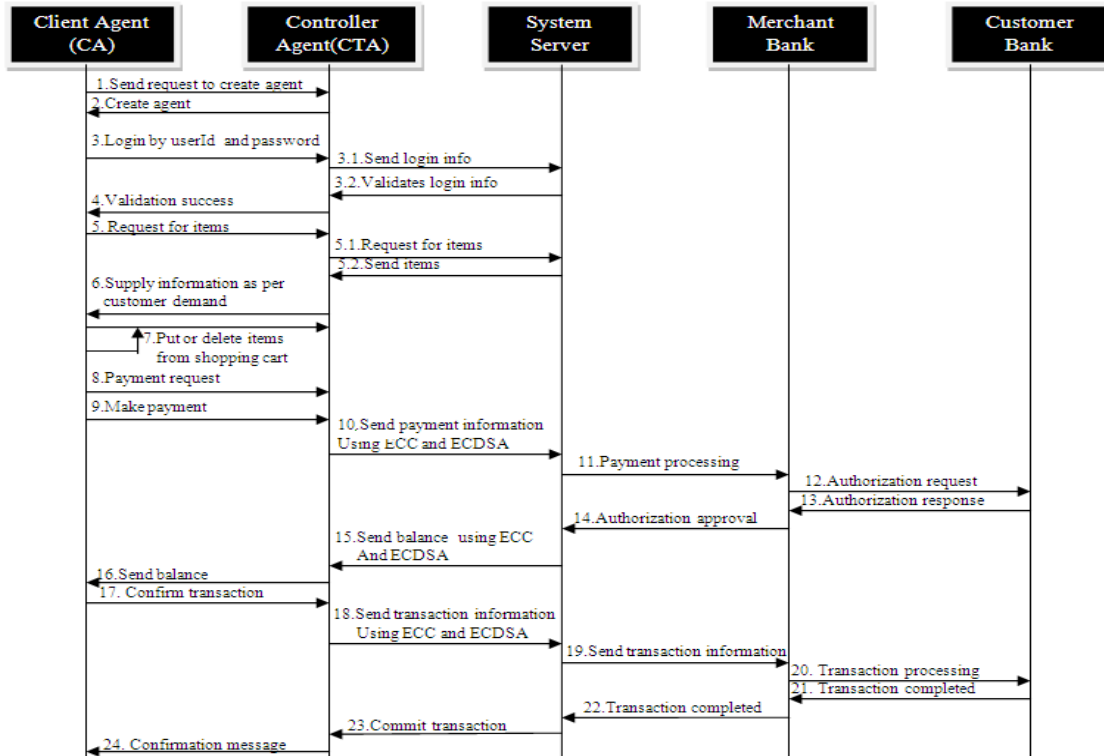 Client Agent
(CA)
Controller
Agent(CTA)
System
Server
Merchant
Bank
Customer
Bank
1.Send request to create agent
2.Create agent
3.Login by userId and password
3.1.Send login info
3.2.Validates login info
4.Validation success
5. Request for items
5.1.Request for items
5.2. Send items
6.Supply information as per
customer demand
7.Put or delete items
from shopping cart
8.Payment request
9.Make payment
10,Send payment information
Using ECC and ECDSA
11.Payment processing
12.Authorization request
13.Authorization response
14.Authorization approval
15.Send balance using ECC
And ECDSA
16.Send balance
17. Confirm transaction
18.Send transaction information
Using ECC and ECDSA
19.Send transaction information
20. Transaction processing
21. Transaction completed
22.Transaction completed
23.Commit transaction
24. Confirmation message